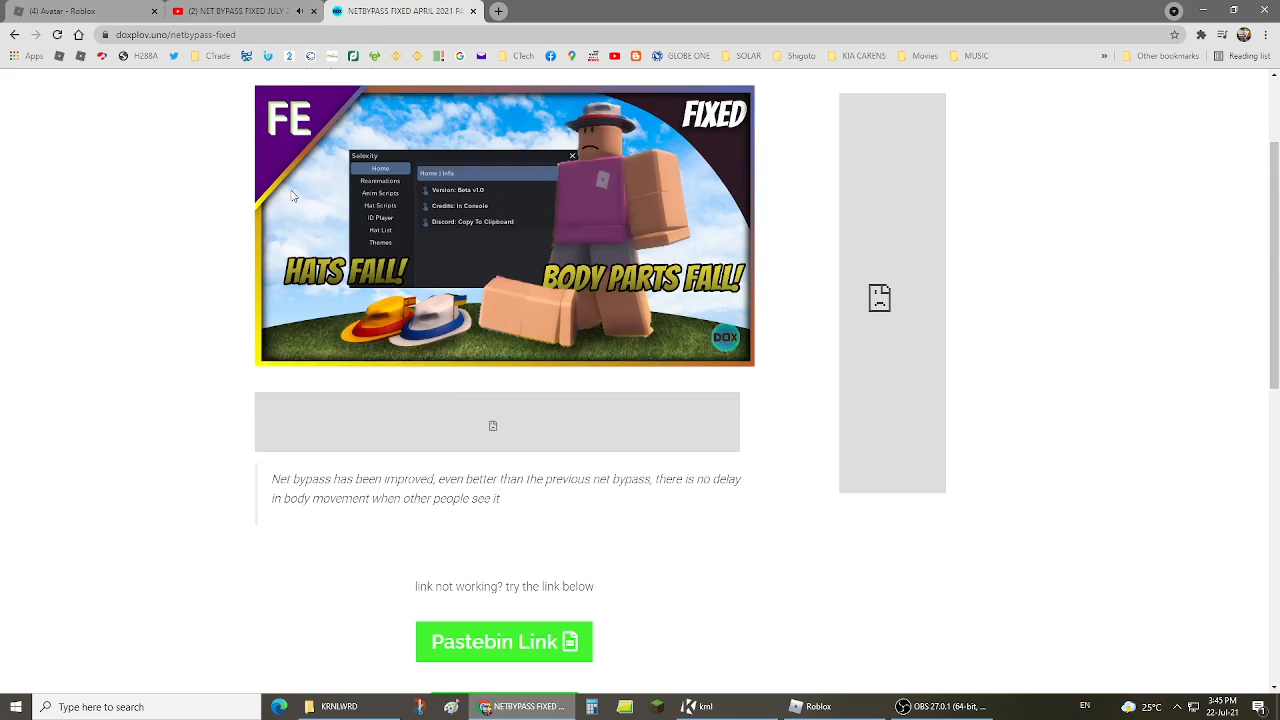 (4) Avatar - Roblox
(2) NETBYPASS FIXED JULY 2
NETBYPASS FIXED APRIL 2021 PA
doxplov.uno/netbypass-fixed
Apps
H288A
CTrade
CTech
GLOBE ONE
SOLAR
Shigoto
KIA CARENS
Movies
MUSIC
»
Other bookmarks
Reading list
FE
FIXED
Selexity
Home
Reanimations
Anim Scripts
Hat Scripts
ID Player
Hat List
Themes
Home | Info
Version: Beta v1.0
Credits: In Console
Discord: Copy To Clipboard
HATS FALL!
BODY PARTS FALL!
DOX
Net bypass has been improved, even better than the previous net bypass, there is no delay
in body movement when other people see it
link not working? try the link below
Pastebin Link
Type here to search
NILWRD
NETBYPASS FIXED ...
krnl
Roblox
OBS 27.0.1 (64-bit, ...
25°C
EN
3:45 PM
22-Jul-21